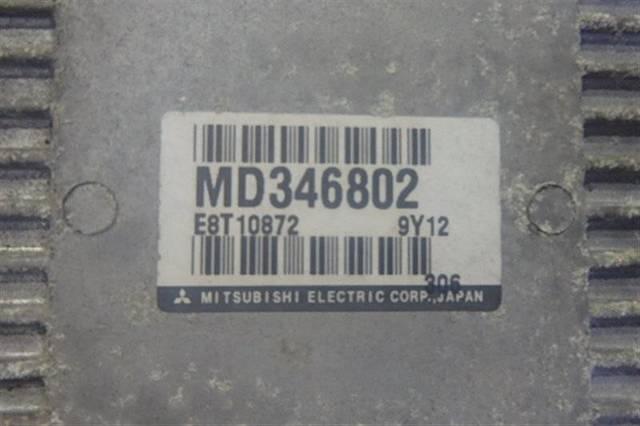 MD346802
E8T10872 9Y12
306
MITSUBISHI ELECTRIC CORP., JAPAN